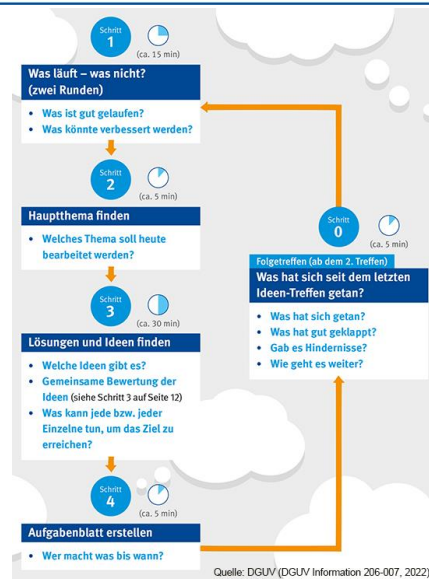 Schritt
1
(ca. 15 min)
Was läuft – was nicht?
(zwei Runden)
• Was ist gut gelaufen?
• Was könnte verbessert werden?
Schritt
2
(ca. 5 min)
Hauptthema finden
• Welches Thema soll heute
bearbeitet werden?
Schritt
3
(ca. 30 min)
Lösungen und Ideen finden
• Welche Ideen gibt es?
• Gemeinsame Bewertung der
Ideen (siehe Schritt 3 auf Seite 12)
• Was kann jede bzw. jeder
Einzelne tun, um das Ziel zu
erreichen?
Schritt
4
(ca. 5 min)
Aufgabenblatt erstellen
• Wer macht was bis wann?
Schritt
0
(ca. 5 min)
Folgetreffen (ab dem 2. Treffen)
Was hat sich seit dem letzten
Ideen-Treffen getan?
• Was hat sich getan?
• Was hat gut geklappt?
• Gab es Hindernisse?
• Wie geht es weiter?
Quelle: DGUV (DGUV Information 206-007, 2022)